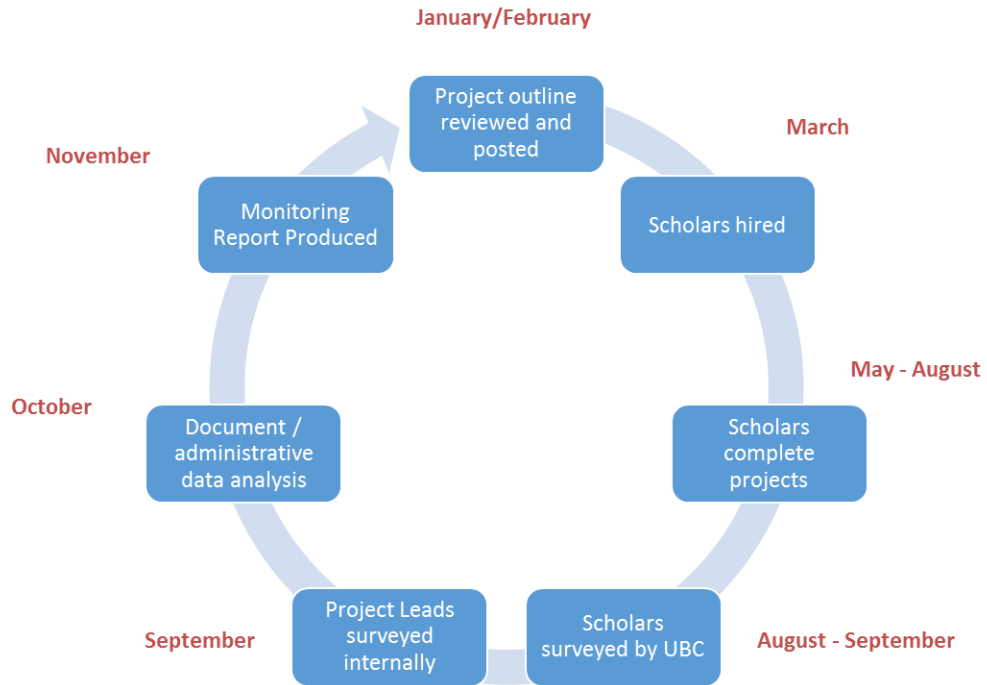 January/February
Project outline
reviewed and
posted
March
Scholars hired
May - August
Scholars
complete
projects
August - September
Scholars
surveyed by UBC
September
Project Leads
surveyed
internally
October
Document /
administrative
data analysis
November
Monitoring
Report Produced